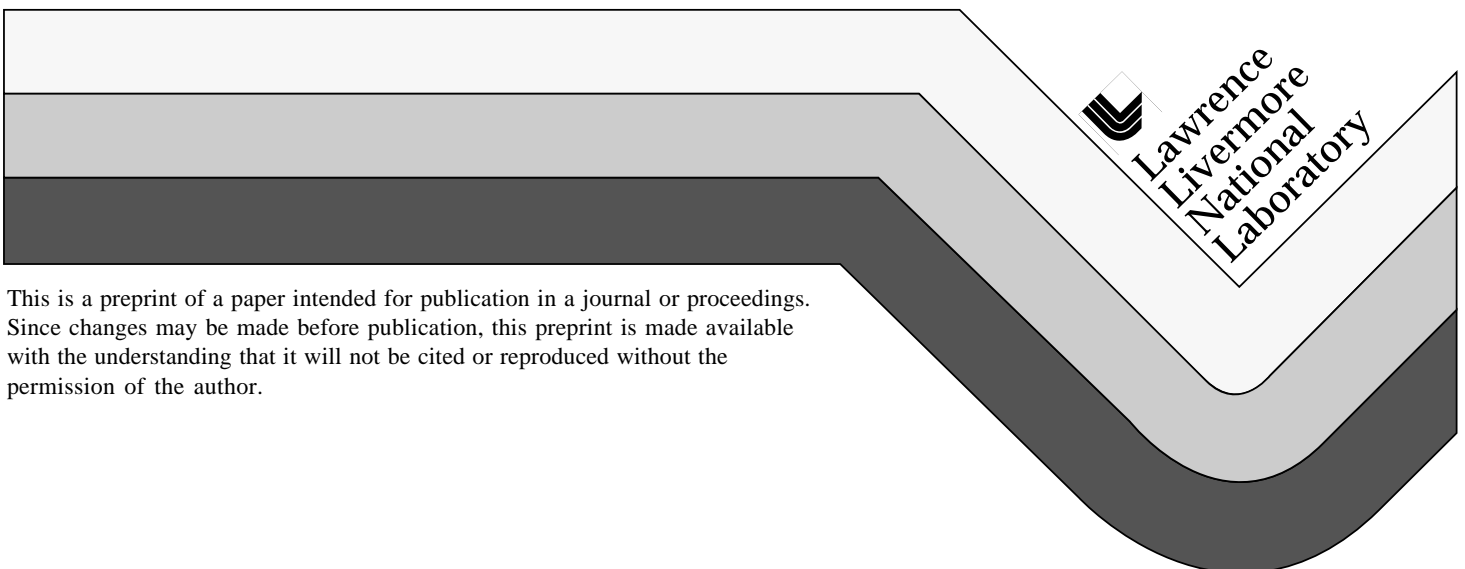 Lawrence
Livermore
National
Laboratory
This is a preprint of a paper intended for publication in a journal or proceedings.
Since changes may be made before publication, this preprint is made available
with the understanding that it will not be cited or reproduced without the
permission of the author.